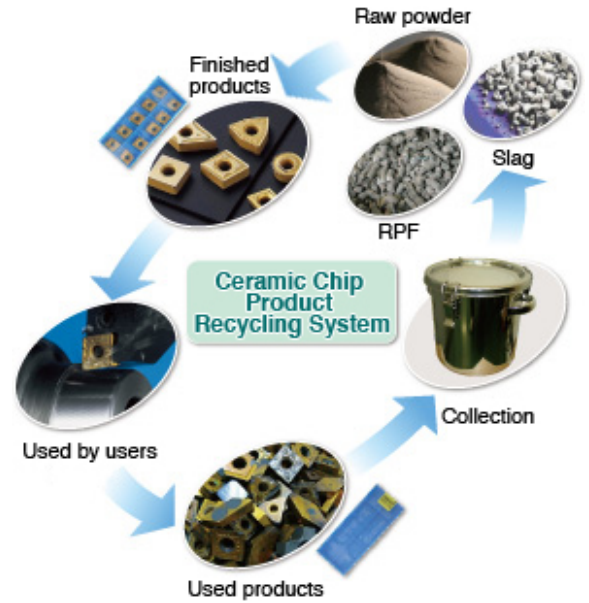 Raw powder
Finished
products
Slag
RPF
Ceramic Chip
Product
Recycling System
Collection
Used by users
Used products